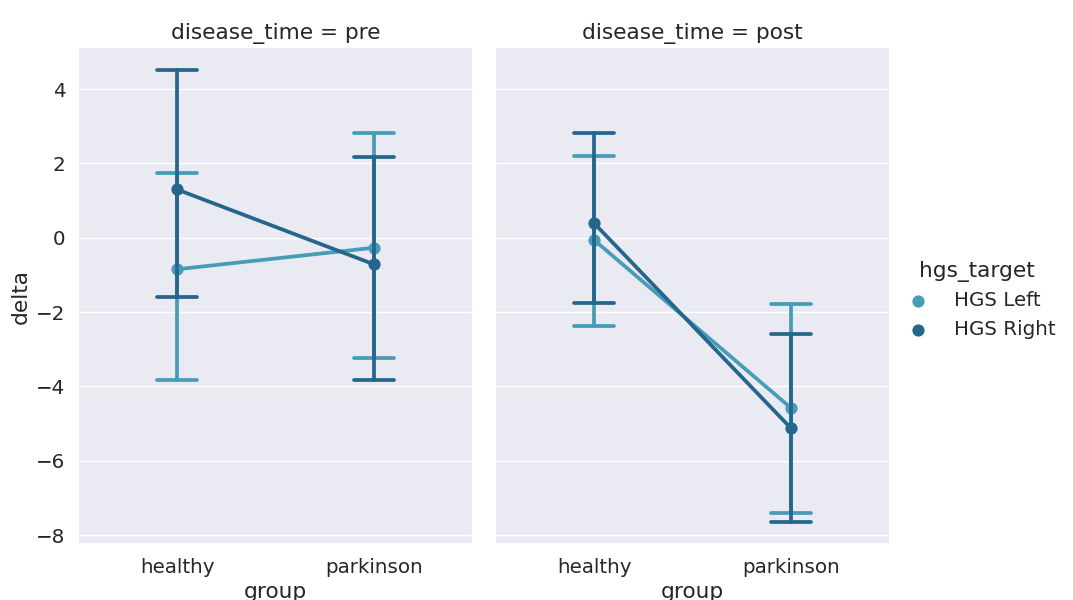 disease_time = pre
disease_time = post
delta
4
2
0
−2
−4
−6
−8
healthy
parkinson
group
healthy
parkinson
group
hgs_target
HGS Left
HGS Right